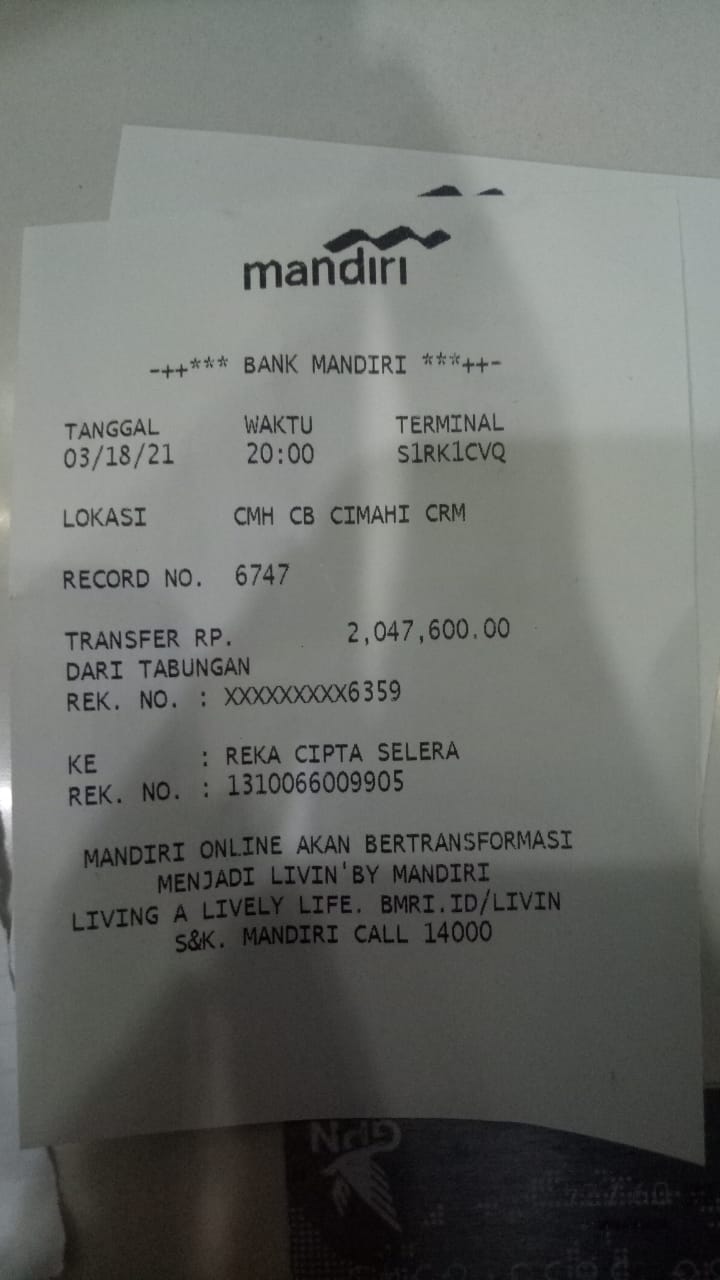 mandiri
-++*** BANK MANDIRI ***++-
TANGGAL WAKTU TERMINAL
03/18/21 20:00 S1RK1CVQ
LOKASI CMH CB CIMAHI CRM
RECORD NO. 6747
TRANSFER RP. 2,047,600.00
DARI TABUNGAN
REK. NO. : XXXXXXXXX6359
KE : REKA CIPTA SELERA
REK. NO. : 1310066009905
MANDIRI ONLINE AKAN BERTRANSFORMASI
MENJADI LIVIN'BY MANDIRI
LIVING A LIVELY LIFE. BMRI.ID/LIVIN
S&K. MANDIRI CALL 14000
GPN